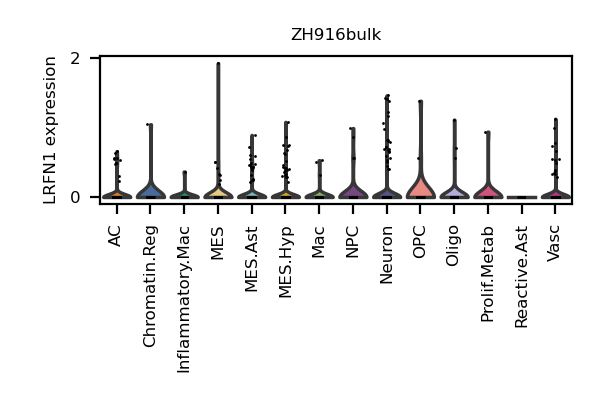 ZH916bulk
LRFN1 expression
2
0
AC
Chromatin.Reg
Inflammatory.Mac
MES
MES.Ast
MES.Hyp
Mac
NPC
Neuron
OPC
Oligo
Prolif.Metab
Reactive.Ast
Vasc